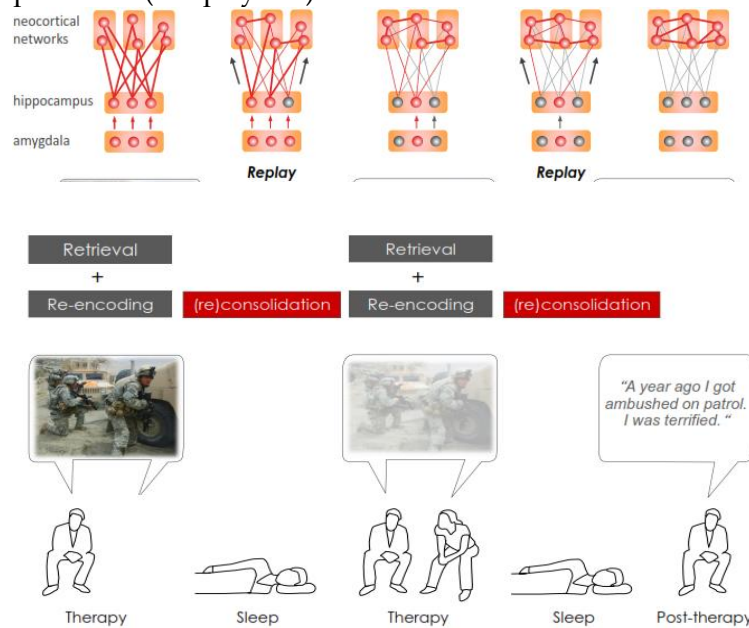 neocortical
networks
hippocampus
amygdala
Replay
Replay
Retrieval
Retrieval
+
+
Re-encoding
(re)consolidation
Re-encoding
(re)consolidation
"A year ago I got
ambushed on patrol.
I was terrified. "
Therapy
Sleep
Therapy
Sleep
Post-therapy